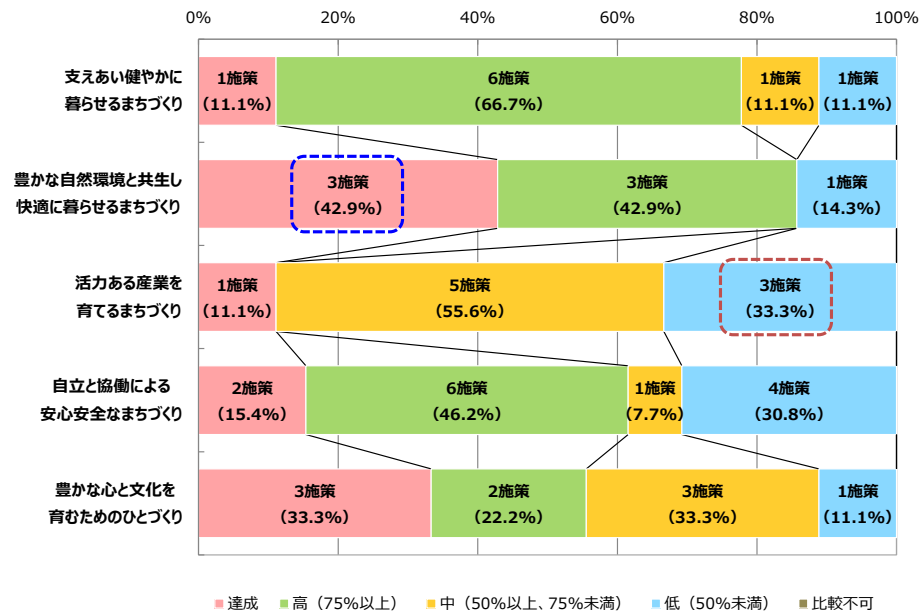 0% 20% 40% 60% 80% 100%
支えあい健やかに
暮らせるまちづくり
1施策 6施策 1施策 1施策
（11.1%） （66.7%） （11.1%） （11.1%）
豊かな自然環境と共生し
快適に暮らせるまちづくり
3施策 3施策 1施策
（42.9%） （42.9%） （14.3%）
活力ある産業を
育てるまちづくり
1施策 5施策 3施策
（11.1%） （55.6%） （33.3%）
自立と協働による
安心安全なまちづくり
2施策 6施策 1施策 4施策
（15.4%） （46.2%） （7.7%） （30.8%）
豊かな心と文化を
育むためのひとづくり
3施策 2施策 3施策 1施策
（33.3%） （22.2%） （33.3%） （11.1%）
達成 高（75%以上） 中（50%以上、75%未満） 低（50%未満） 比較不可